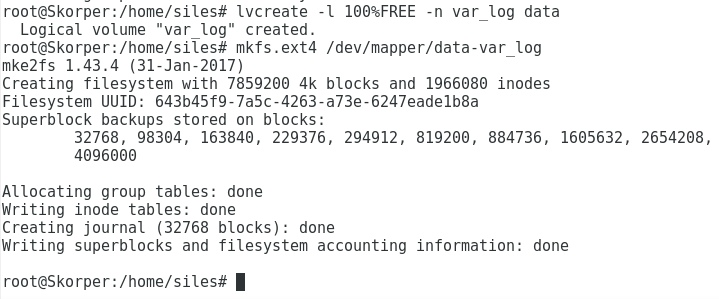 root@Skorper:/home/siles# lvcreate -l 100%FREE -n var_log data
  Logical volume "var_log" created.
root@Skorper:/home/siles# mkfs.ext4 /dev/mapper/data-var_log
mke2fs 1.43.4 (31-Jan-2017)
Creating filesystem with 7859200 4k blocks and 1966080 inodes
Filesystem UUID: 643b45f9-7a5c-4263-a73e-6247eade1b8a
Superblock backups stored on blocks:
        32768, 98304, 163840, 229376, 294912, 819200, 884736, 1605632, 2654208,
        4096000

Allocating group tables: done
Writing inode tables: done
Creating journal (32768 blocks): done
Writing superblocks and filesystem accounting information: done

root@Skorper:/home/siles#